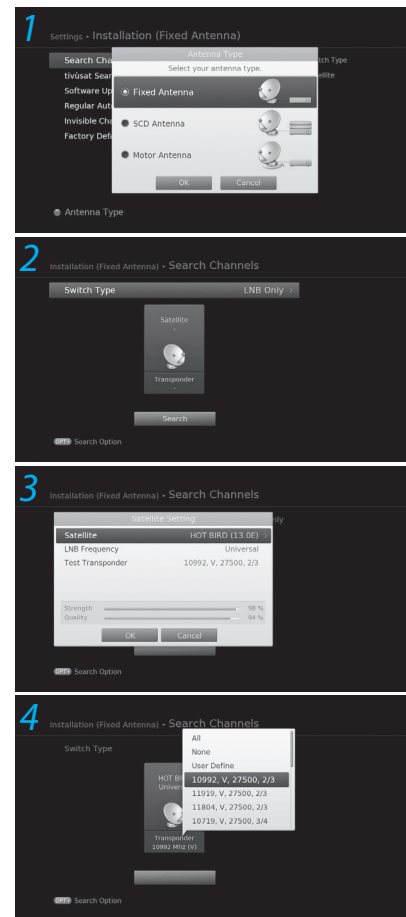 1
Settings • Installation (Fixed Antenna)
Antenna Type
Search Cha
tch Type
Select your antenna type.
tivùsat Sear
ellite
Software Up
Fixed Antenna
Regular Aut
Invisible Cha
SCD Antenna
Factory Defa
Motor Antenna
OK Cancel
Antenna Type
2
Installation (Fixed Antenna) • Search Channels
Switch Type LNB Only >
Satellite
-
Transponder
-
Search
OPT+ Search Option
3
Installation (Fixed Antenna) • Search Channels
Satellite Setting
nly
Satellite HOT BIRD (13.0E) >
LNB Frequency Universal
Test Transponder 10992, V, 27500, 2/3
Strength 98 %
Quality 94 %
OK Cancel
OPT+ Search Option
4
Installation (Fixed Antenna) • Search Channels
All
Switch Type
None
User Define
HOT BI
10992, V, 27500, 2/3
Univers
11919, V, 27500, 2/3
11804, V, 27500, 2/3
10719, V, 27500, 3/4
Transponder
10992 Mhz (V)
OPT+ Search Option